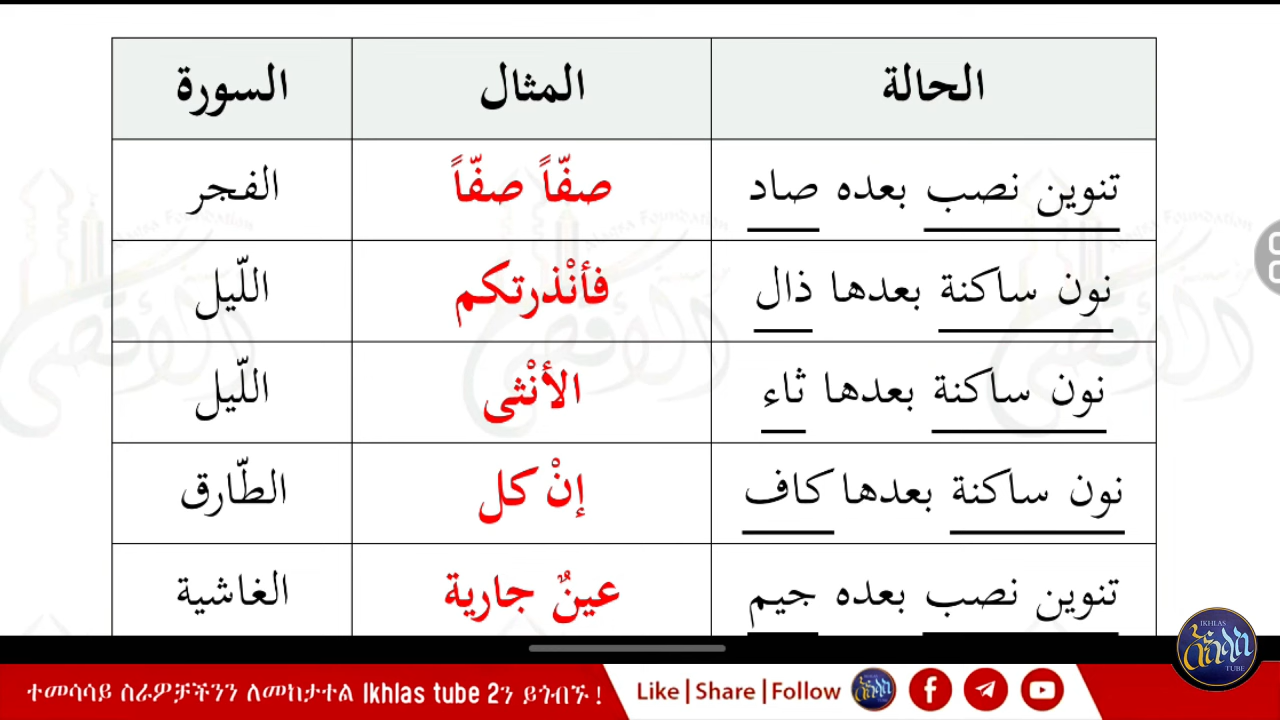 الحالة المثال السورة
تنوين نصب بعده صاد صفّاً صفّاً الفجر
نون ساكنة بعدها ذال فأنْذرتكم اللّيل
نون ساكنة بعدها ثاء الأنْثى اللّيل
نون ساكنة بعدها كاف إنْ كل الطّارق
تنوين نصب بعده جيم عينٌ جارية الغاشية
IKHLAS
TUBE
ተመሳሳይ ስራዎቻችንን ለመከታተል Ikhlas tube 2ን ይጎብኙ !
Like | Share | Follow